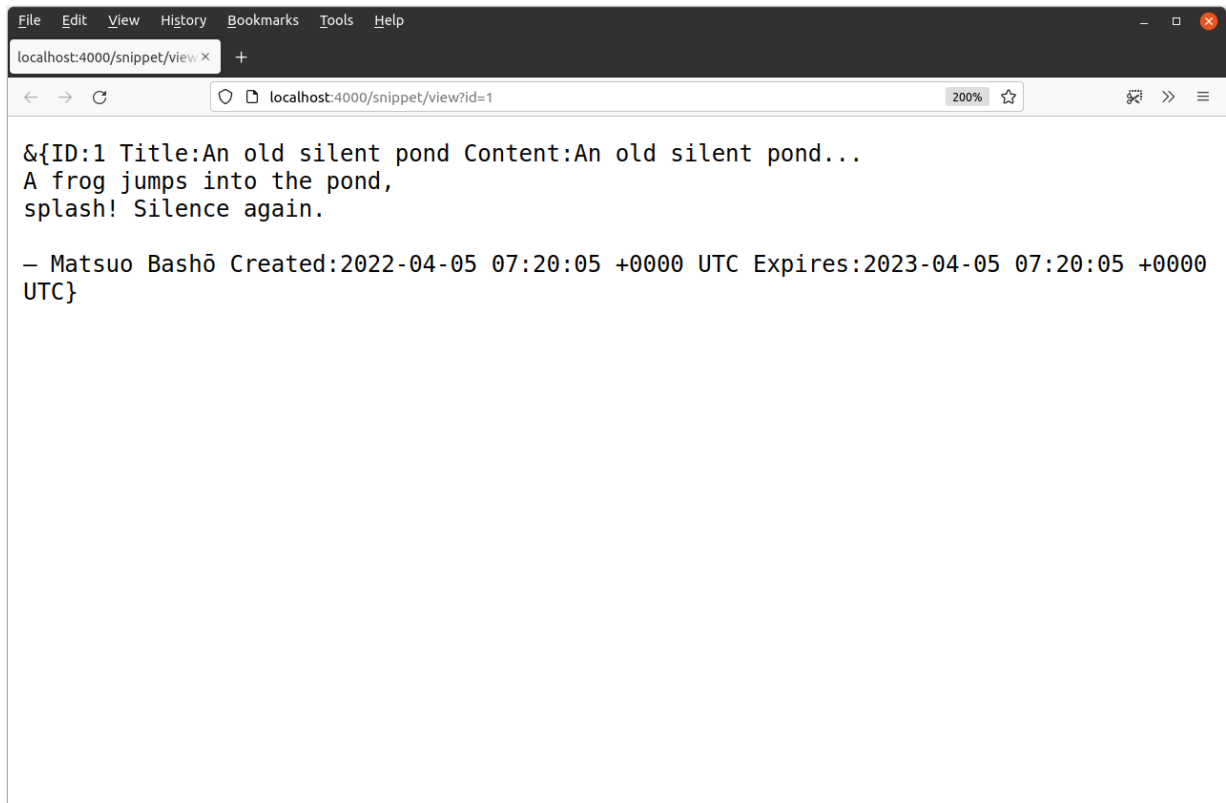 File Edit View History Bookmarks Tools Help
localhost:4000/snippet/view
localhost:4000/snippet/view?id=1 200%
&{ID:1 Title:An old silent pond Content:An old silent pond...
A frog jumps into the pond,
splash! Silence again.
– Matsuo Bashō Created:2022-04-05 07:20:05 +0000 UTC Expires:2023-04-05 07:20:05 +0000
UTC}